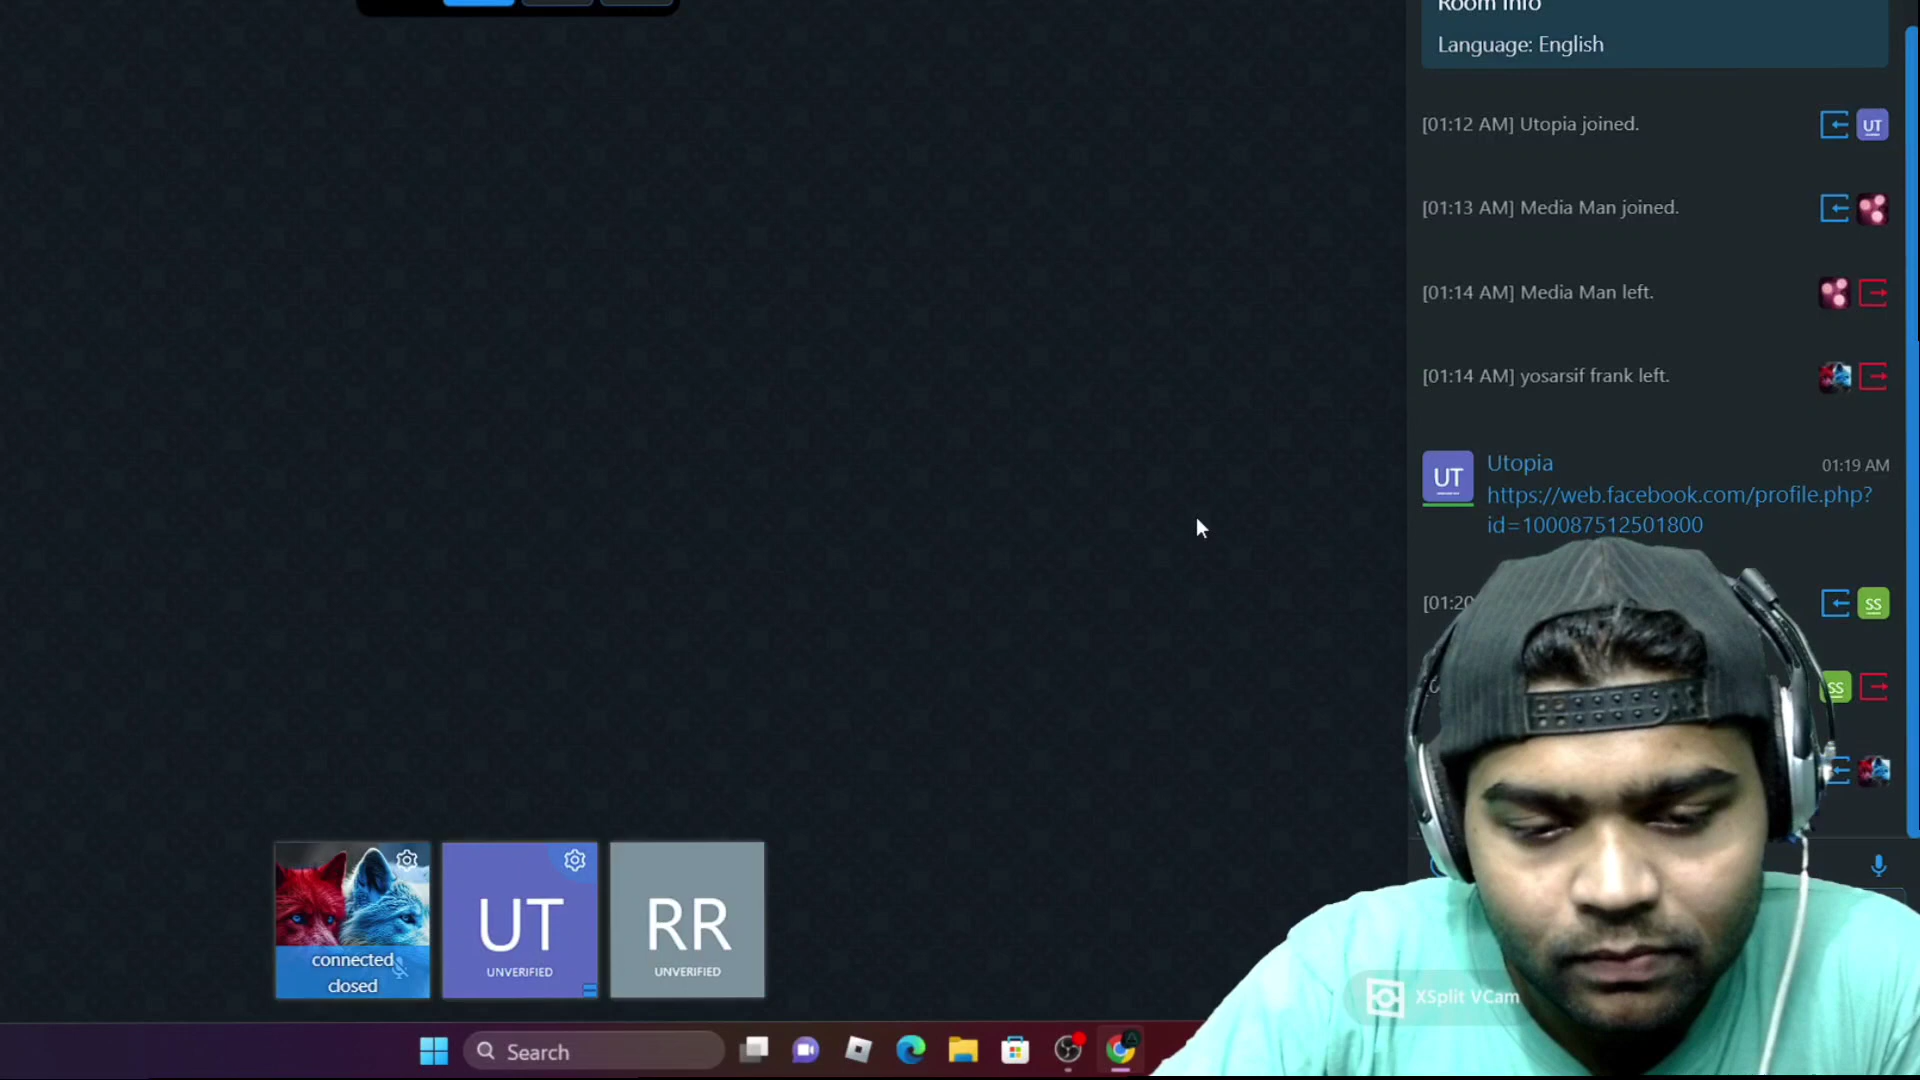 Room Info
Language: English
[01:12 AM] Utopia joined.
UT
[01:13 AM] Media Man joined.
[01:14 AM] Media Man left.
[01:14 AM] yosarsif frank left.
UT
Utopia
01:19 AM
https://web.facebook.com/profile.php?
id=100087512501800
[01:20
SS
SS
connected
closed
UT
UNVERIFIED
RR
UNVERIFIED
XSplit VCam
Search